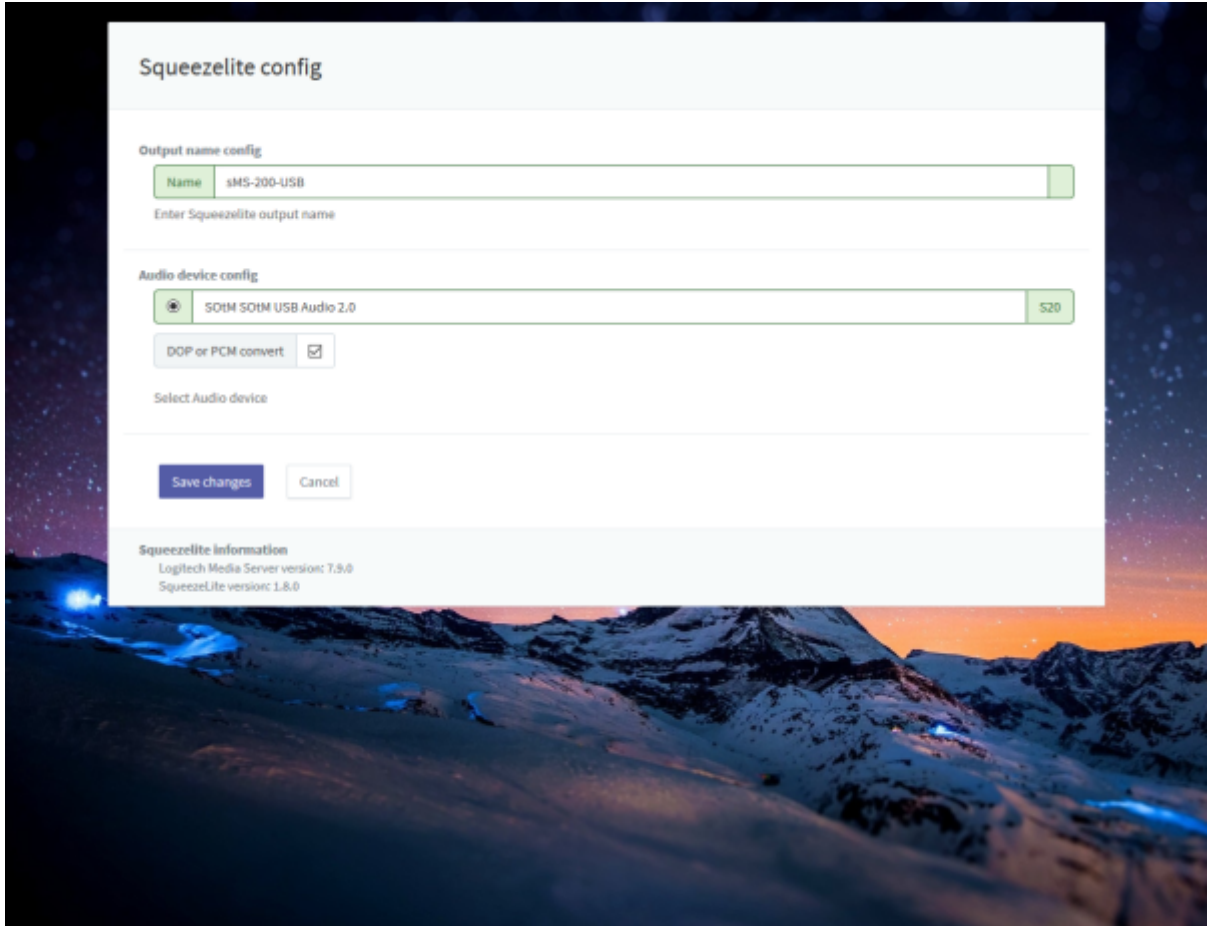 Squeezelite config
Output name config
Name sMS-200-USB
Enter Squeezelite output name
Audio device config
SOtM SOtM USB Audio 2.0 S20
DOP or PCM convert
Select Audio device
Save changes Cancel
Squeezelite information
Logitech Media Server version: 7.9.0
SqueezeLite version: 1.8.0